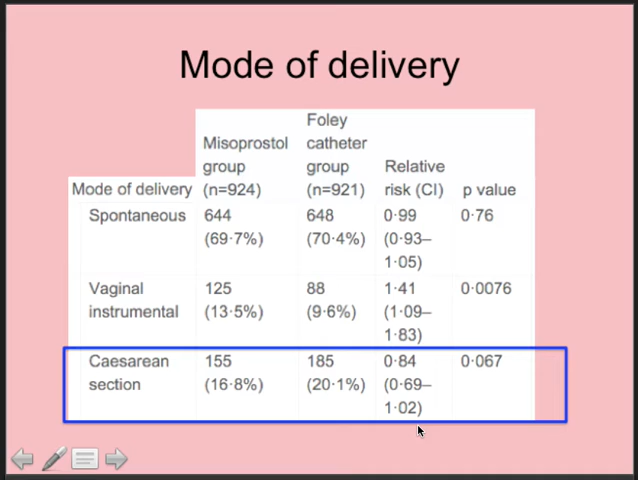 Mode of delivery
Foley
Misoprostol catheter
group group Relative
Mode of delivery (n=924) (n=921) risk (CI) p value
Spontaneous 644 648 0·99 0·76
(69·7%) (70·4%) (0·93–
1·05)
Vaginal 125 88 1·41 0·0076
instrumental (13·5%) (9·6%) (1·09–
1·83)
Caesarean 155 185 0·84 0·067
section (16·8%) (20·1%) (0·69–
1·02)